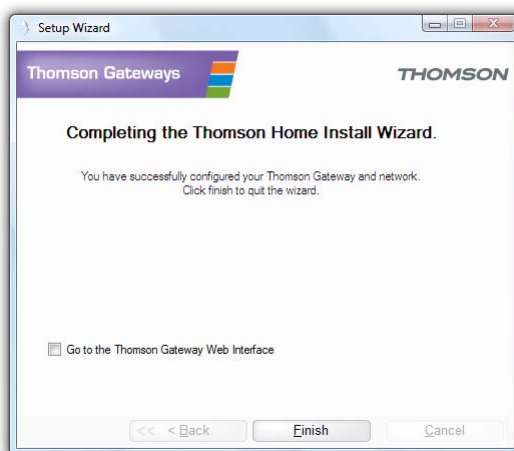 Setup Wizard
Thomson Gateways
THOMSON
Completing the Thomson Home Install Wizard.
You have successfully configured your Thomson Gateway and network.
Click finish to quit the wizard.
Go to the Thomson Gateway Web Interface
<< < Back
Finish
Cancel